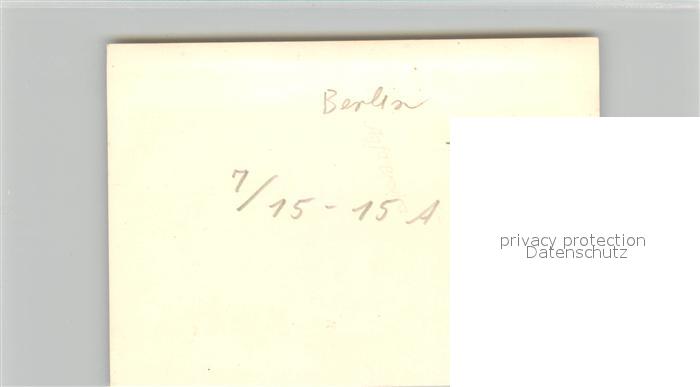 Berlin
7/15 - 15 A
privacy protection
Datenschutz